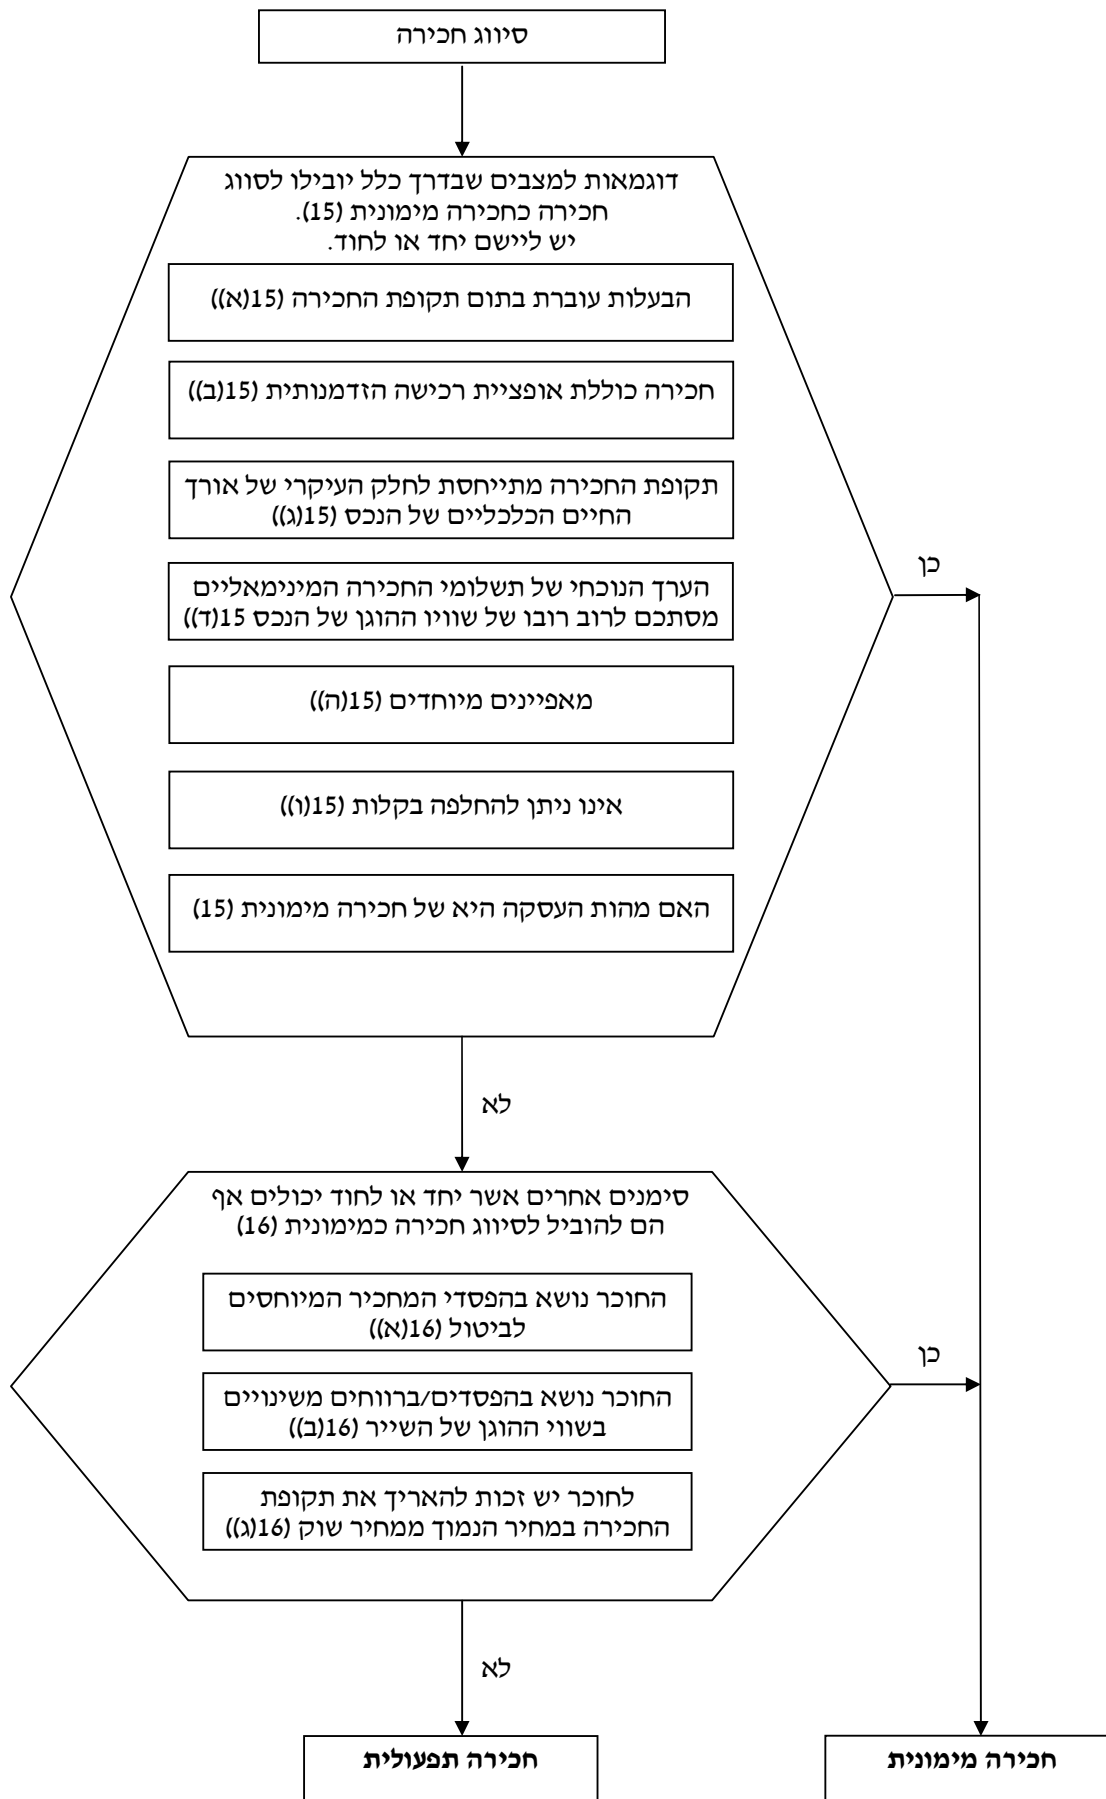 סיווג חכירה
דוגמאות למצבים שבדרך כלל יובילו לסווג
חכירה כחכירה מימונית (15).
יש ליישם יחד או לחוד.
הבעלות עוברת בתום תקופת החכירה (15(א))
חכירה כוללת אופציית רכישה הזדמנותית (15(ב))
תקופת החכירה מתייחסת לחלק העיקרי של אורך
החיים הכלכליים של הנכס (15(ג))
כן
הערך הנוכחי של תשלומי החכירה המינימאליים
מסתכם לרוב רובו של שוויו ההוגן של הנכס 15(ד))
מאפיינים מיוחדים (15(ה))
אינו ניתן להחלפה בקלות (15(ו))
האם מהות העסקה היא של חכירה מימונית (15)
לא
סימנים אחרים אשר יחד או לחוד יכולים אף
הם להוביל לסיווג חכירה כמימונית (16)
החוכר נושא בהפסדי המחכיר המיוחסים
לביטול (16(א))
כן
החוכר נושא בהפסדים/ברווחים משינויים
בשווי ההוגן של השייר (16(ב))
לחוכר יש זכות להאריך את תקופת
החכירה במחיר הנמוך ממחיר שוק (16(ג))
לא
חכירה מימונית
חכירה תפעולית